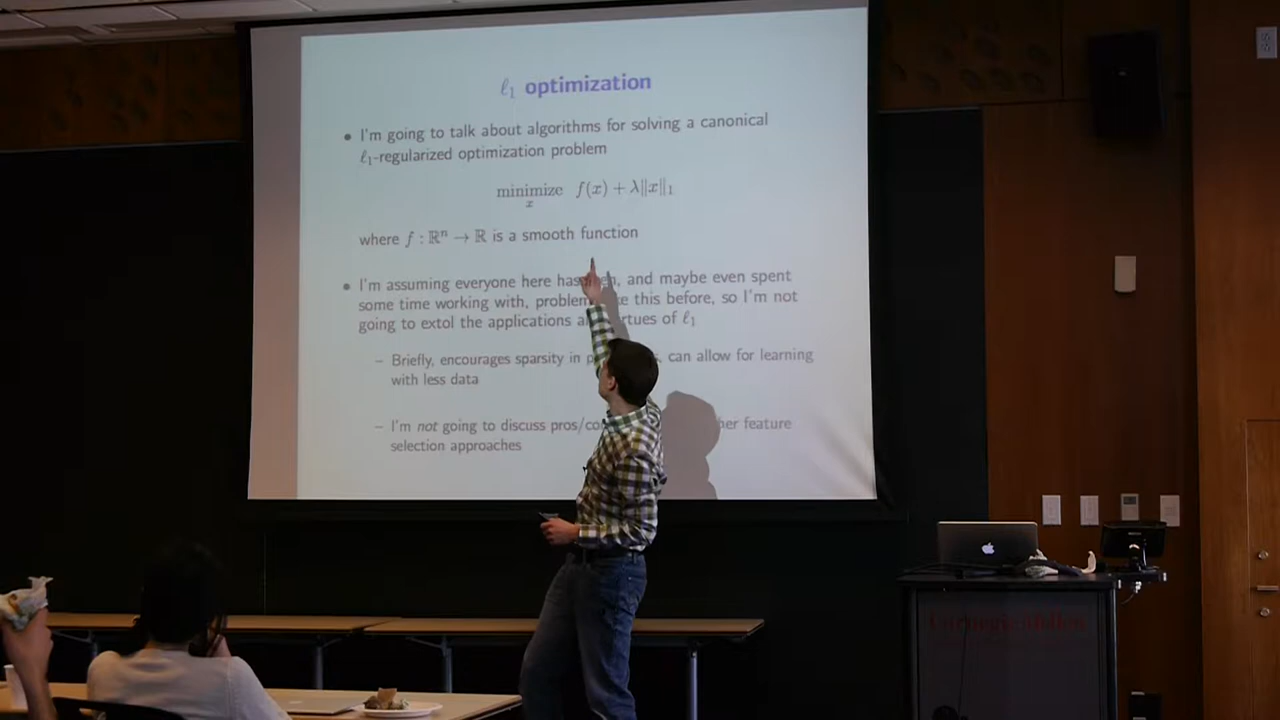 ℓ₁ optimization
• I'm going to talk about algorithms for solving a canonical
ℓ₁-regularized optimization problem
minimize f(x) + λ‖x‖₁
x
where f : ℝⁿ → ℝ is a smooth function
• I'm assuming everyone here has, and maybe even spent
some time working with, problem this before, so I'm not
going to extol the applications of ℓ₁
– Briefly, encourages sparsity in can allow for learning
with less data
– I'm not going to discuss pros/ feature
selection approaches
Carnegie Mellon